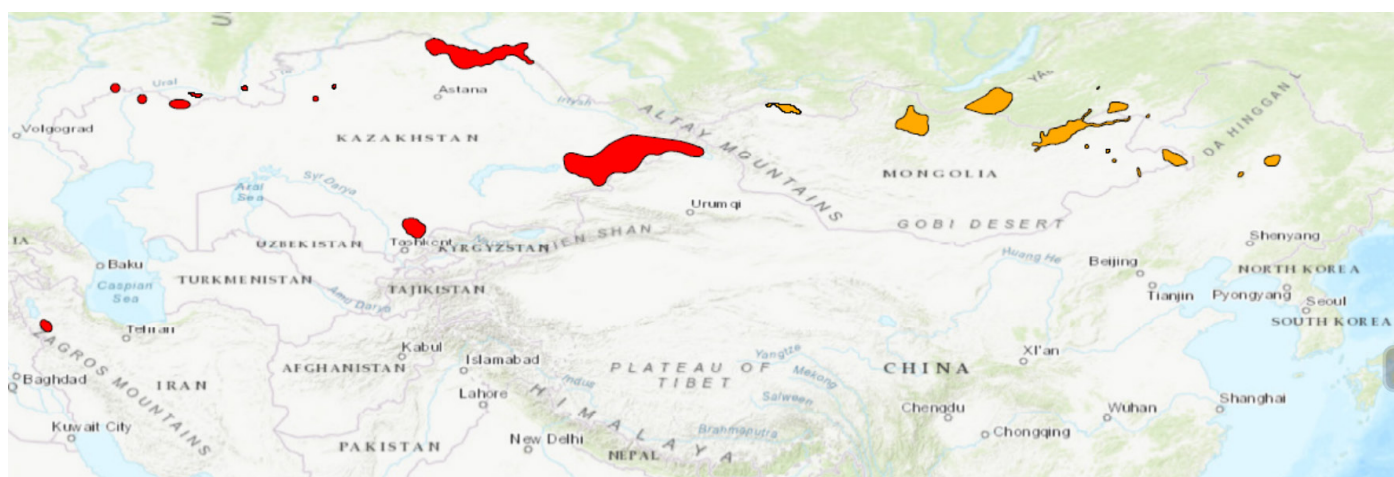 Ural
Astana
Irtysh
Volgograd
KAZAKHSTAN
ALTAY MOUNTAINS
MONGOLIA
DA HINGGAN
Aral
Sea
Syr Darya
Urumqi
GOBI DESERT
UZBEKISTAN
Tashkent
KYRGYZSTAN
TIEN SHAN
Shenyang
Baku
Huang He
Beijing
NORTH KOREA
TURKMENISTAN
Caspian
Sea
TAJIKISTAN
Amu Darya
Tianjin
Pyongyang
Seoul
SOUTH KOREA
Tehran
ZAGROS MOUNTAINS
Kabul
Islamabad
AFGHANISTAN
Yangtze
Xi'an
PLATEAU OF
TIBET
CHINA
Mekong
Baghdad
IRAN
Indus
Lahore
Salween
Chengdu
Wuhan
Shanghai
HIMALAYA
Kuwait City
PAKISTAN
New Delhi
Brahmaputra
Chongqing
NEPAL